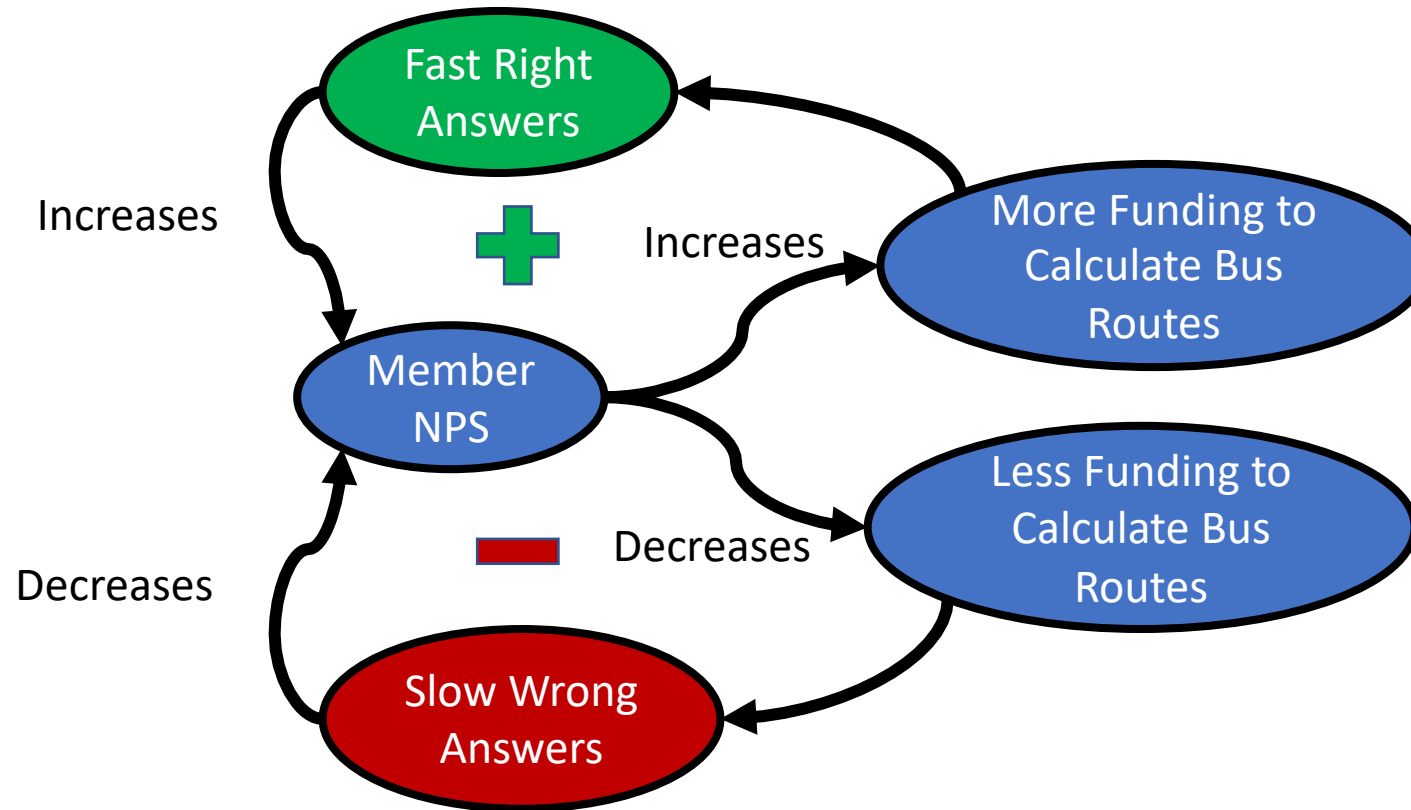 Fast Right
Answers
Increases
Increases
More Funding to
Calculate Bus
Routes
Member
NPS
Less Funding to
Calculate Bus
Routes
Decreases
Decreases
Slow Wrong
Answers